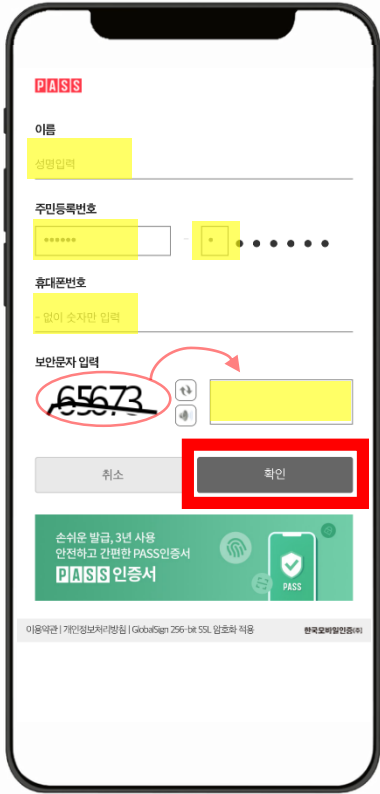 PASS
이름
성명입력
주민등록번호
•••••• - • ••••••
휴대폰번호
- 없이 숫자만 입력
보안문자 입력
65673
취소
확인
손쉬운 발급, 3년 사용
안전하고 간편한 PASS인증서
PASS 인증서
PASS
이용약관 | 개인정보처리방침 | GlobalSign 256-bit SSL 암호화 적용
한국모바일인증(주)